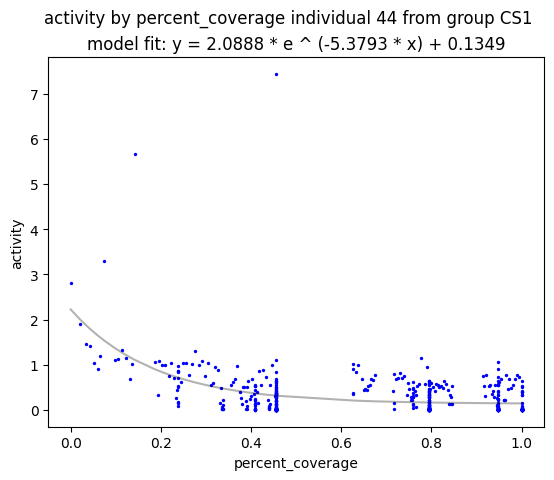 activity by percent_coverage individual 44 from group CS1
model fit: y = 2.0888 * e ^ (-5.3793 * x) + 0.1349
7
6
5
4
3
2
1
0
activity
0.0 0.2 0.4 0.6 0.8 1.0
percent_coverage